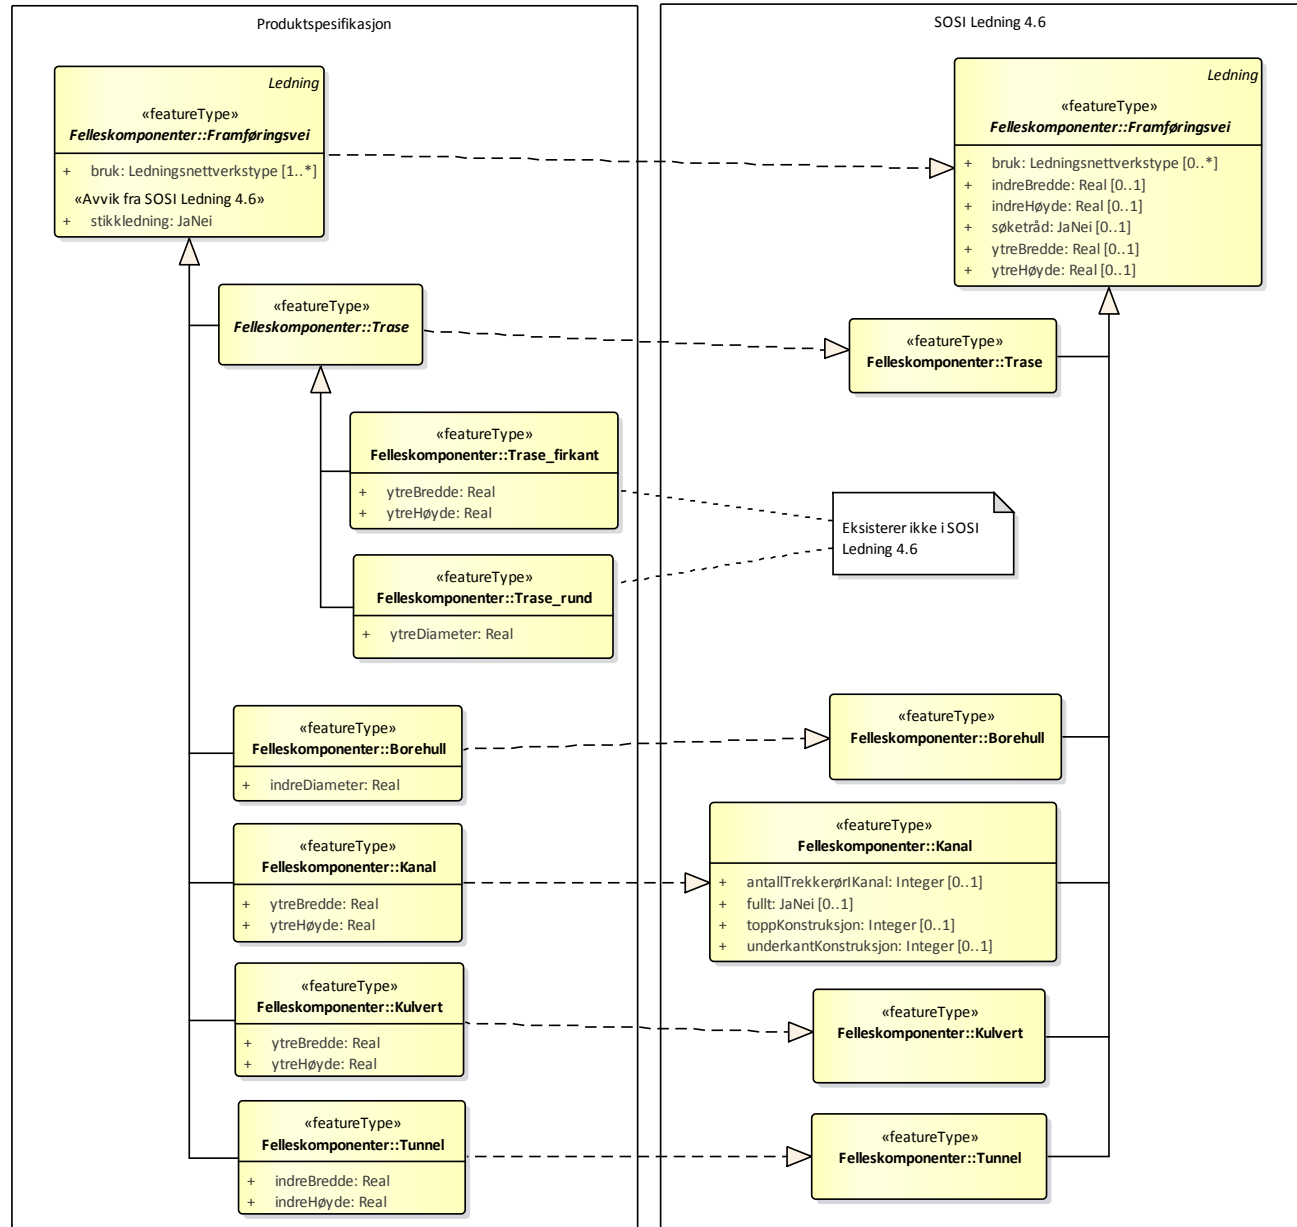 Produktspesifikasjon
Ledning
«featureType»
Felleskomponenter::Framføringsvei
+ bruk: Ledningsnettverkstype [1..*]
«Avvik fra SOSI Ledning 4.6»
+ stikkledning: JaNei
«featureType»
Felleskomponenter::Trase
«featureType»
Felleskomponenter::Trase_firkant
+ ytreBredde: Real
+ ytreHøyde: Real
«featureType»
Felleskomponenter::Trase_rund
+ ytreDiameter: Real
«featureType»
Felleskomponenter::Borehull
+ indreDiameter: Real
«featureType»
Felleskomponenter::Kanal
+ ytreBredde: Real
+ ytreHøyde: Real
«featureType»
Felleskomponenter::Kulvert
+ ytreBredde: Real
+ ytreHøyde: Real
«featureType»
Felleskomponenter::Tunnel
+ indreBredde: Real
+ indreHøyde: Real
SOSI Ledning 4.6
Ledning
«featureType»
Felleskomponenter::Framføringsvei
+ bruk: Ledningsnettverkstype [0..*]
+ indreBredde: Real [0..1]
+ indreHøyde: Real [0..1]
+ søketråd: JaNei [0..1]
+ ytreBredde: Real [0..1]
+ ytreHøyde: Real [0..1]
«featureType»
Felleskomponenter::Trase
Eksisterer ikke i SOSI
Ledning 4.6
«featureType»
Felleskomponenter::Borehull
«featureType»
Felleskomponenter::Kanal
+ antallTrekkerørIKanal: Integer [0..1]
+ fullt: JaNei [0..1]
+ toppKonstruksjon: Integer [0..1]
+ underkantKonstruksjon: Integer [0..1]
«featureType»
Felleskomponenter::Kulvert
«featureType»
Felleskomponenter::Tunnel